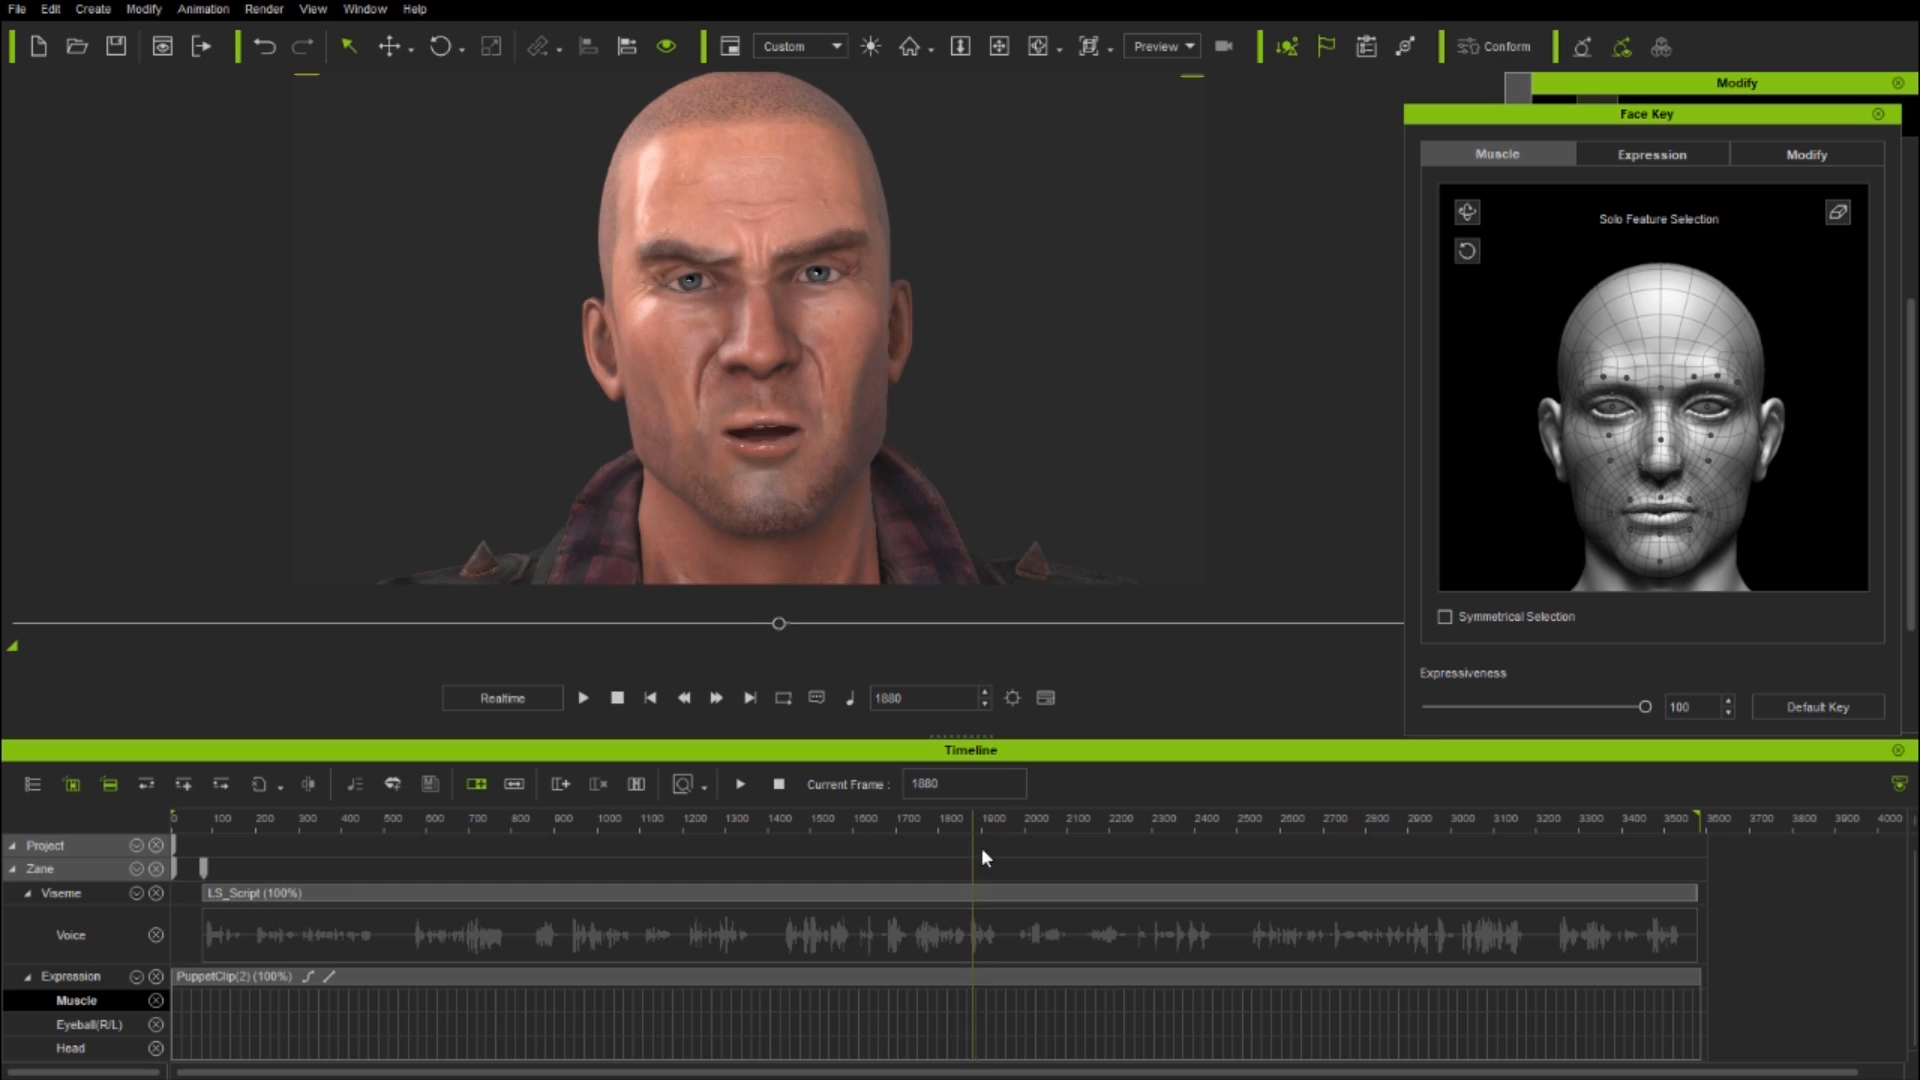 File Edit Create Modify Animation Render View Window Help
Custom Preview Conform
Modify
Face Key
Muscle Expression Modify
Solo Feature Selection
Symmetrical Selection
Expressiveness
100 Default Key
Realtime 1880
Timeline
Current Frame : 1880
0 100 200 300 400 500 600 700 800 900 1000 1100 1200 1300 1400 1500 1600 1700 1800 1900 2000 2100 2200 2300 2400 2500 2600 2700 2800 2900 3000 3100 3200 3300 3400 3500 3600 3700 3800 3900 4000
Project
Zane
Viseme LS_Script (100%)
Voice
Expression PuppetClip(2) (100%)
Muscle
Eyeball(R/L)
Head